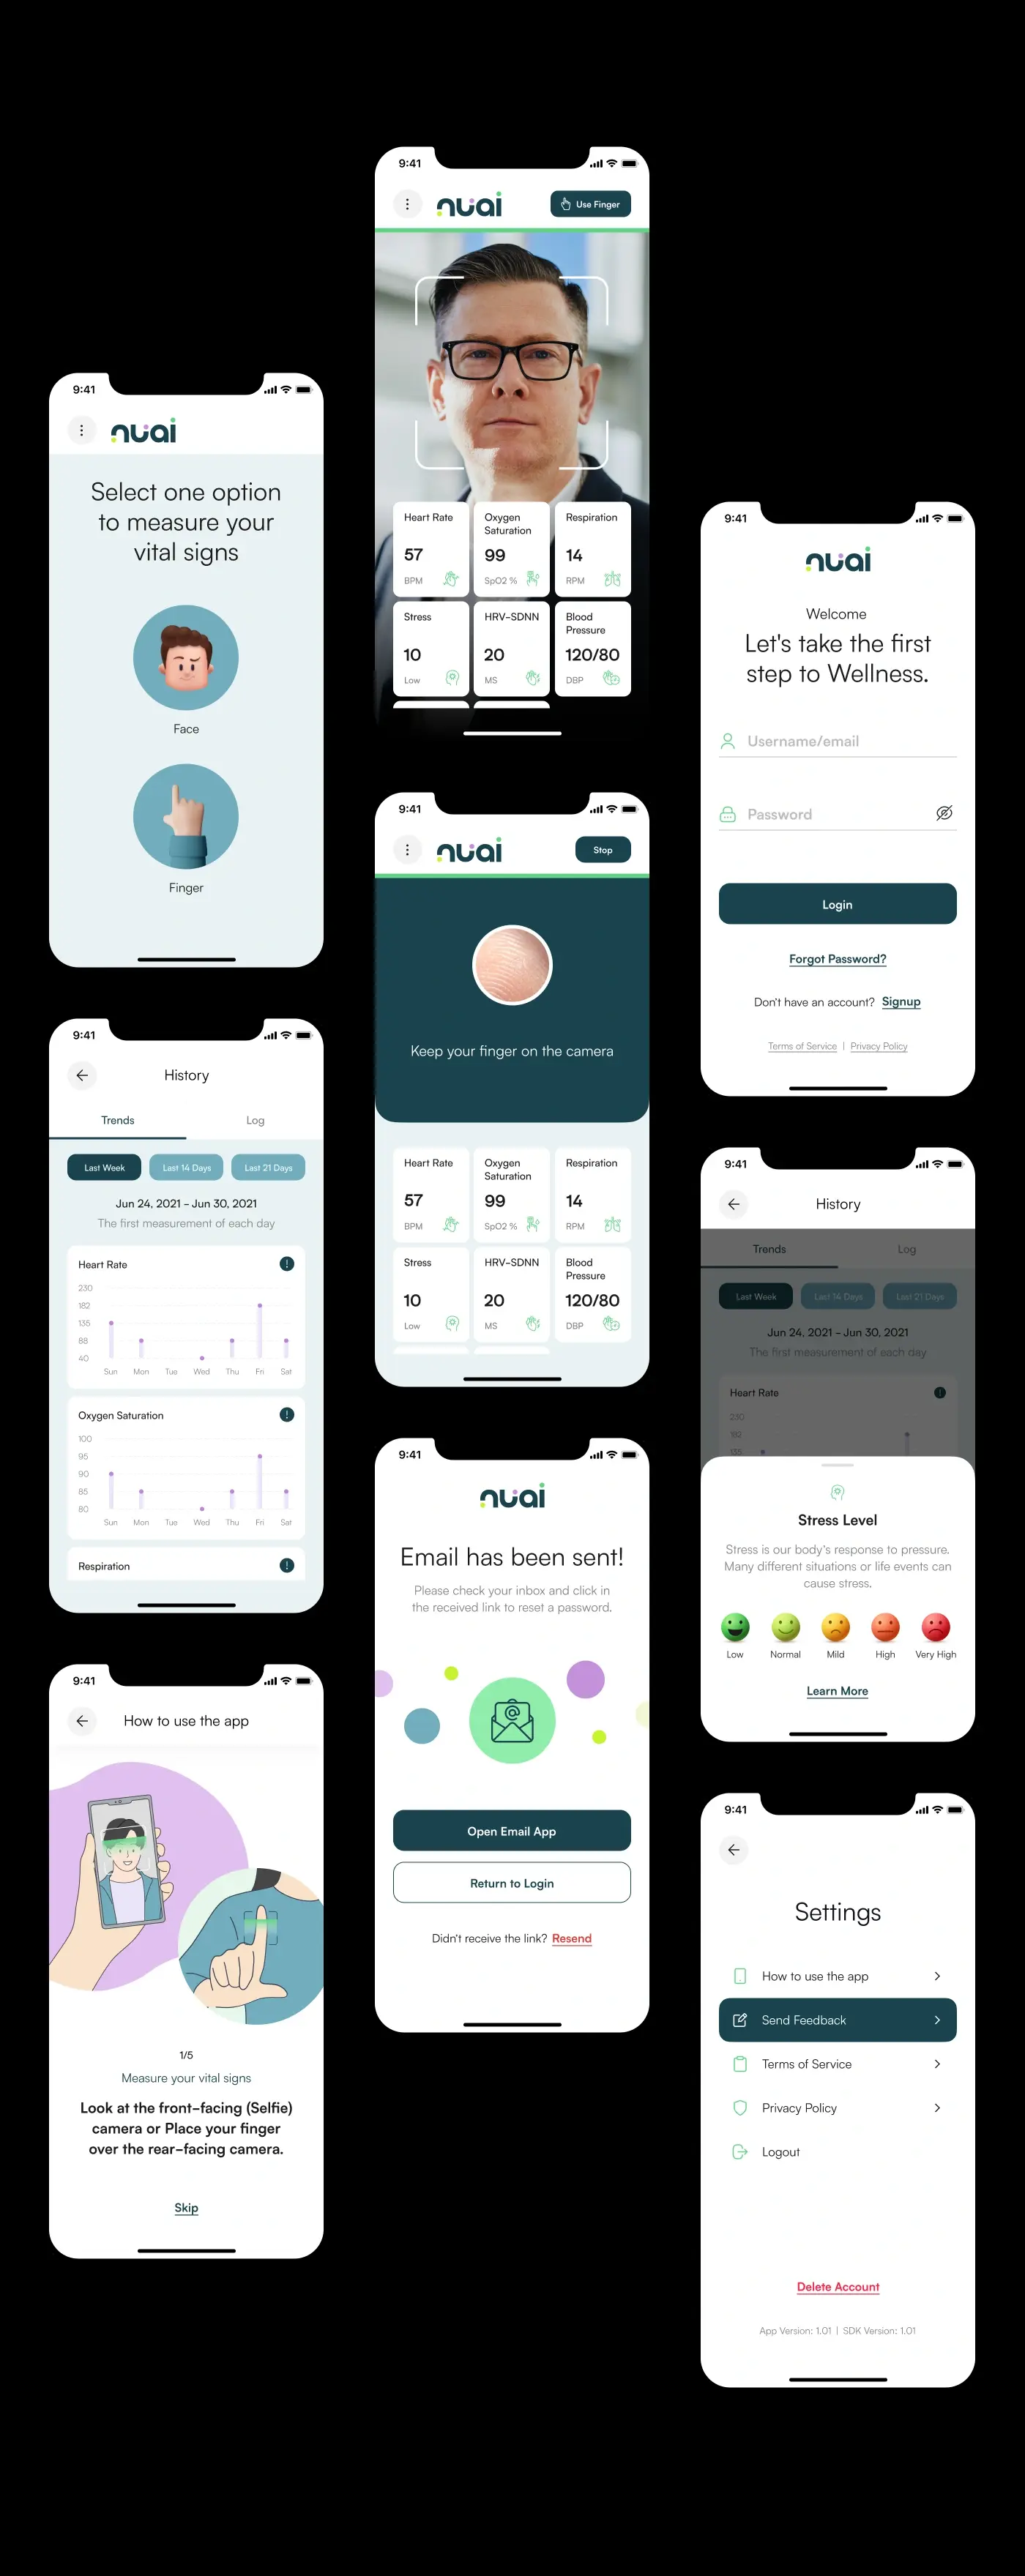 9:41
nuai
Select one option
to measure your
vital signs
Face
Finger
9:41
History
Trends
Log
Last Week
Last 14 Days
Last 21 Days
Jun 24, 2021 - Jun 30, 2021
The first measurement of each day
Heart Rate
230
182
135
88
40
Sun Mon Tue Wed Thu Fri Sat
Oxygen Saturation
100
95
90
85
80
Sun Mon Tue Wed Thu Fri Sat
Respiration
9:41
How to use the app
1/5
Measure your vital signs
Look at the front-facing (Selfie)
camera or Place your finger
over the rear-facing camera.
Skip
9:41
nuai
Use Finger
Heart Rate
57
BPM
Oxygen
Saturation
99
SpO2 %
Respiration
14
RPM
Stress
10
Low
HRV-SDNN
20
MS
Blood
Pressure
120/80
DBP
9:41
nuai
Stop
Keep your finger on the camera
Heart Rate
57
BPM
Oxygen
Saturation
99
SpO2 %
Respiration
14
RPM
Stress
10
Low
HRV-SDNN
20
MS
Blood
Pressure
120/80
DBP
9:41
nuai
Email has been sent!
Please check your inbox and click in
the received link to reset a password.
@
Open Email App
Return to Login
Didn't receive the link? Resend
9:41
nuai
Welcome
Let's take the first
step to Wellness.
Username/email
Password
Login
Forgot Password?
Don't have an account? Signup
Terms of Service | Privacy Policy
9:41
History
Trends
Log
Last Week
Last 14 Days
Last 21 Days
Jun 24, 2021 - Jun 30, 2021
The first measurement of each day
Heart Rate
230
182
135
Stress Level
Stress is our body's response to pressure.
Many different situations or life events can
cause stress.
Low
Normal
Mild
High
Very High
Learn More
9:41
Settings
How to use the app
Send Feedback
Terms of Service
Privacy Policy
Logout
Delete Account
App Version: 1.01 | SDK Version: 1.01